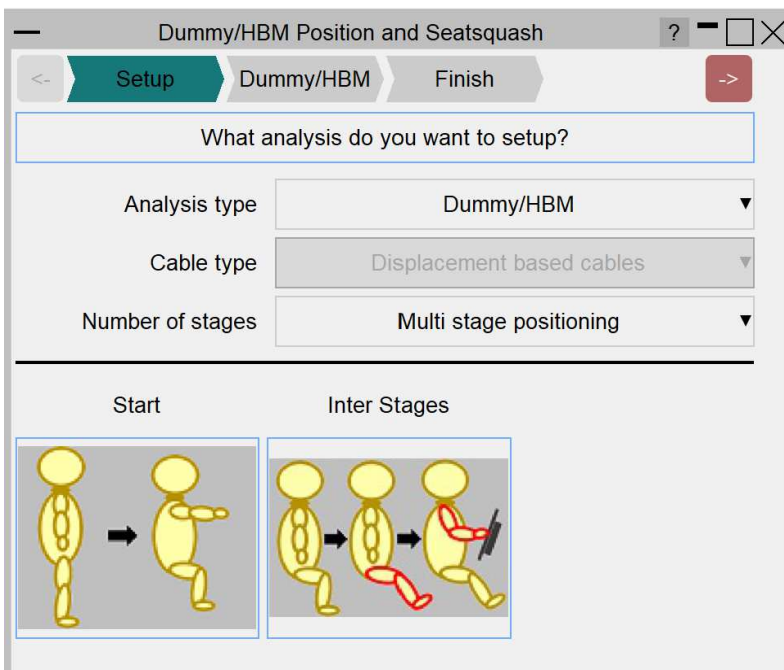 Dummy/HBM Position and Seatsquash ?
<- Setup Dummy/HBM Finish ->
What analysis do you want to setup?
Analysis type Dummy/HBM
Cable type Displacement based cables
Number of stages Multi stage positioning
Start Inter Stages